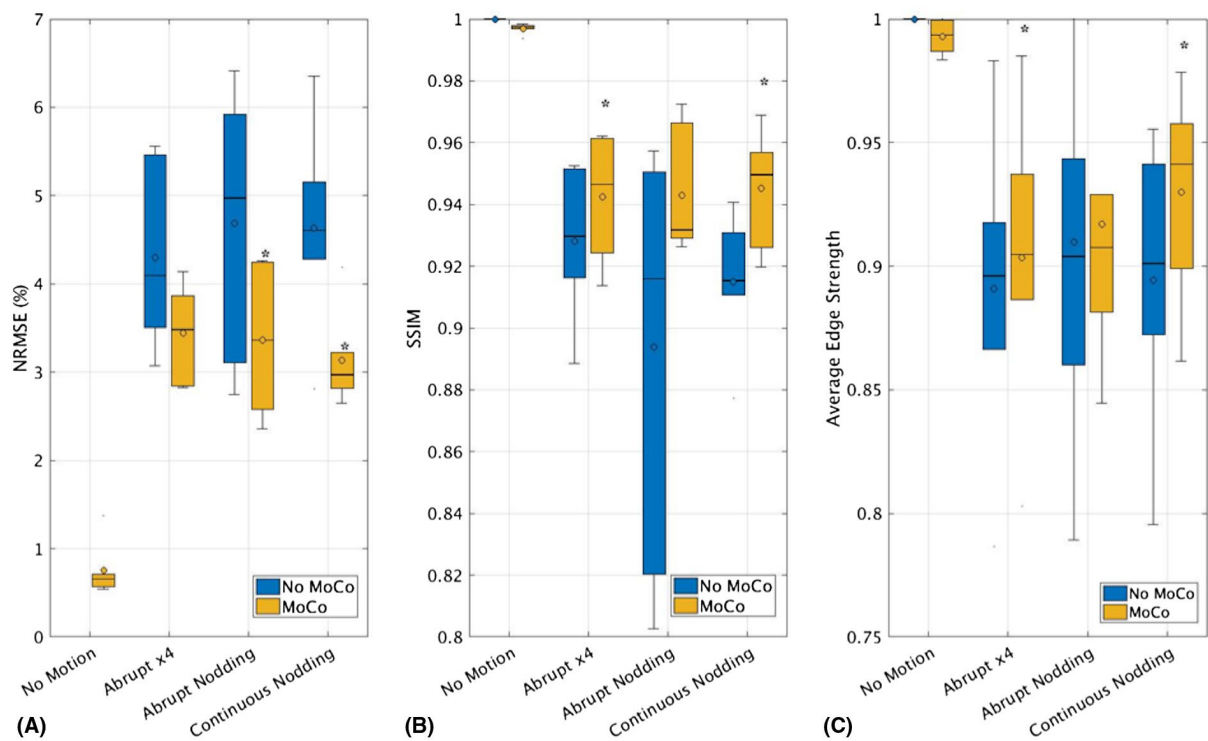 NRMSE (%)
7
6
5
4
3
2
1
0
No MoCo
MoCo
No Motion
Abrupt x4
Abrupt Nodding
Continuous Nodding
(A)
SSIM
1
0.98
0.96
0.94
0.92
0.9
0.88
0.86
0.84
0.82
0.8
No MoCo
MoCo
No Motion
Abrupt x4
Abrupt Nodding
Continuous Nodding
(B)
Average Edge Strength
1
0.95
0.9
0.85
0.8
0.75
No MoCo
MoCo
No Motion
Abrupt x4
Abrupt Nodding
Continuous Nodding
(C)